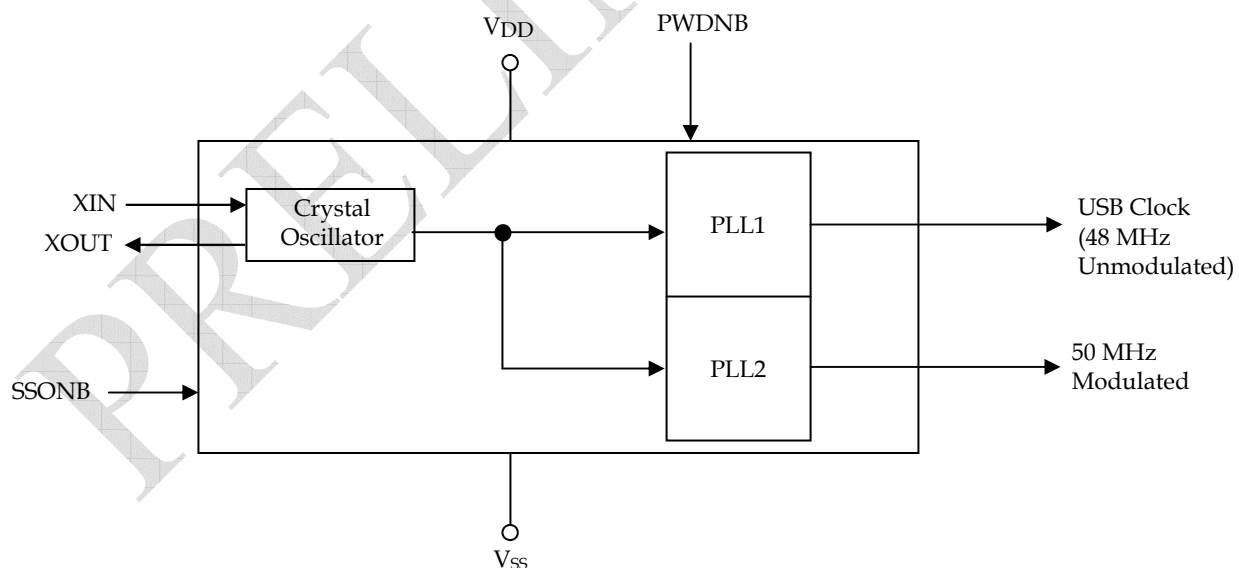 VDD
PWDNB
XIN
XOUT
Crystal
Oscillator
PLL1
USB Clock
(48 MHz
Unmodulated)
SSONB
PLL2
50 MHz
Modulated
VSS